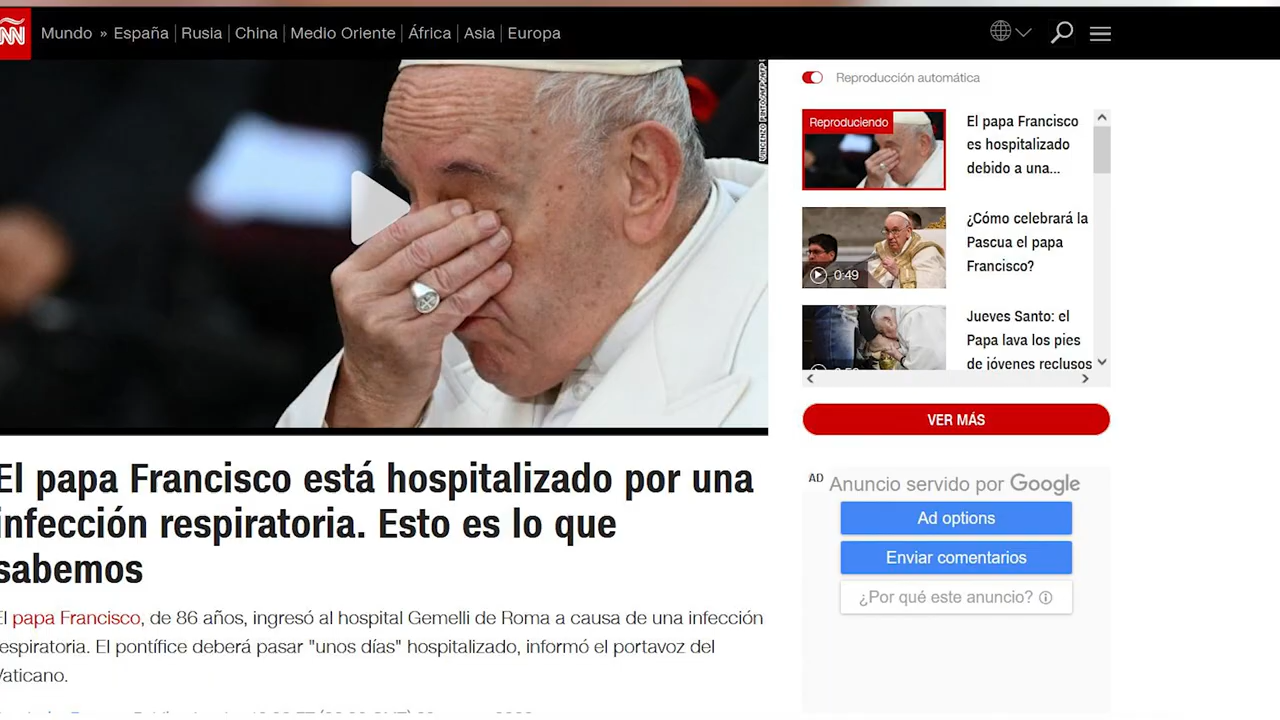 Mundo » España | Rusia | China | Medio Oriente | África | Asia | Europa
Reproducción automática
Reproduciendo
El papa Francisco
es hospitalizado
debido a una...
¿Cómo celebrará la
Pascua el papa
Francisco?
0:49
Jueves Santo: el
Papa lava los pies
de jóvenes reclusos
VER MÁS
AD
Anuncio servido por Google
Ad options
Enviar comentarios
¿Por qué este anuncio?
El papa Francisco está hospitalizado por una
infección respiratoria. Esto es lo que
sabemos
El papa Francisco, de 86 años, ingresó al hospital Gemelli de Roma a causa de una infección
respiratoria. El pontífice deberá pasar "unos días" hospitalizado, informó el portavoz del
Vaticano.